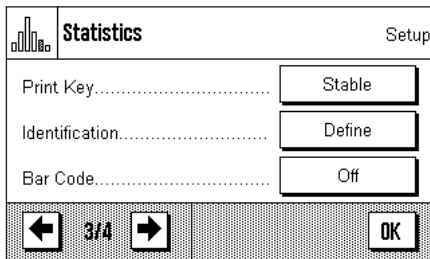 Statistics Setup
Print Key................................ Stable
Identification........................... Define
Bar Code................................ Off
3/4 OK